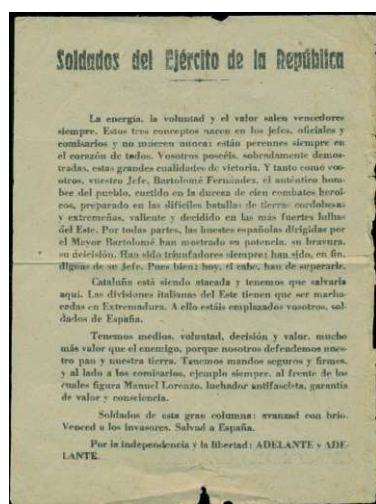 Soldados del Ejército de la República
La energía, la voluntad y el valor salen vencedores
siempre. Estos tres conceptos nacen en los jefes, oficiales y
comisarios y no mueren nunca: están perennes siempre en
el corazón de todos. Vosotros poseéis, sobradamente demos-
tradas, estas grandes cualidades de victoria. Y tanto como vos-
otros, vuestro Jefe, Bartolomé Fernández, el auténtico hom-
bre del pueblo, curtido en la dureza de cien combates heroi-
cos, preparado en las difíciles batallas de tierras cordobesas
y extremeñas, valiente y decidido en las más fuertes luchas
del Este. Por todas partes, las huestes españolas dirigidas por
el Mayor Bartolomé han mostrado su potencia, su bravura,
su decisión. Han sido triunfadores siempre; han sido, en fin,
dignas de su Jefe. Pues bien; hoy, si cabe, han de superarle.
Cataluña está siendo atacada y tenemos que salvarla
aquí. Las divisiones italianas del Este tienen que ser macha-
cadas en Extremadura. A ello estáis emplazados vosotros, sol-
dados de España.
Tenemos medios, voluntad, decisión y valor, mucho
más valor que el enemigo, porque nosotros defendemos nues-
tro pan y nuestra tierra. Tenemos mandos seguros y firmes,
y al lado a los comisarios, ejemplo siempre, al frente de los
cuales figura Manuel Lorenzo, luchador antifascista, garantía
de valor y consciencia.
Soldados de esta gran columna: avanzad con brío.
Venced a los invasores. Salvad a España.
Por la independencia y la libertad: ADELANTE y ADE-
LANTE.